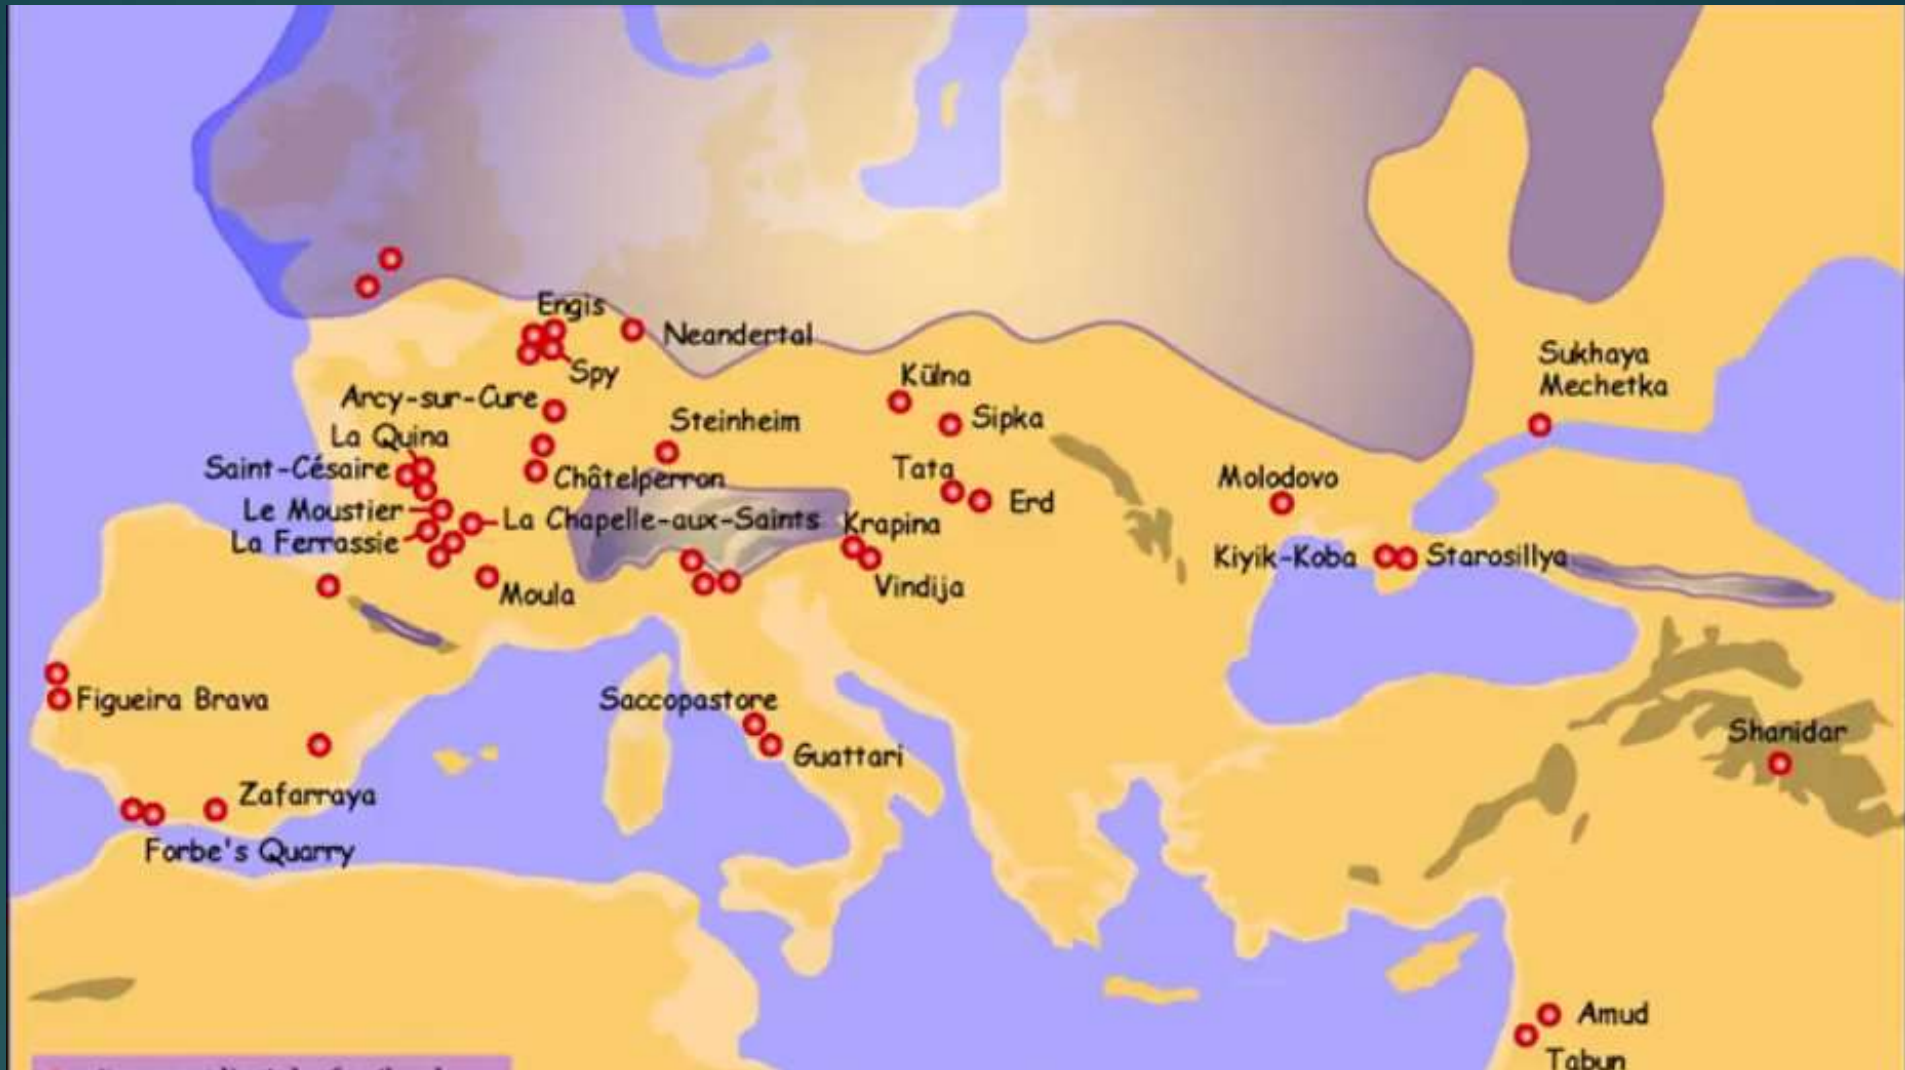 Engis
Neandertal
Spy
Sukhaya
Mechetka
Külna
Arcy-sur-Cure
Sipka
Steinheim
La Quina
Saint-Césaire
Châtelperron
Tata
Erd
Molodovo
Le Moustier
La Chapelle-aux-Saints
Krapina
La Ferrassie
Kiyik-Koba
Starosillya
Moula
Vindija
Figueira Brava
Saccopastore
Guattari
Shanidar
Zafarraya
Forbe's Quarry
Amud
Tabun